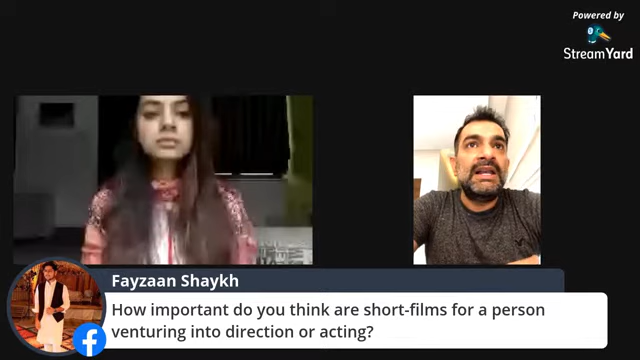 Powered by
StreamYard
Fayzaan Shaykh
How important do you think are short-films for a person
venturing into direction or acting?